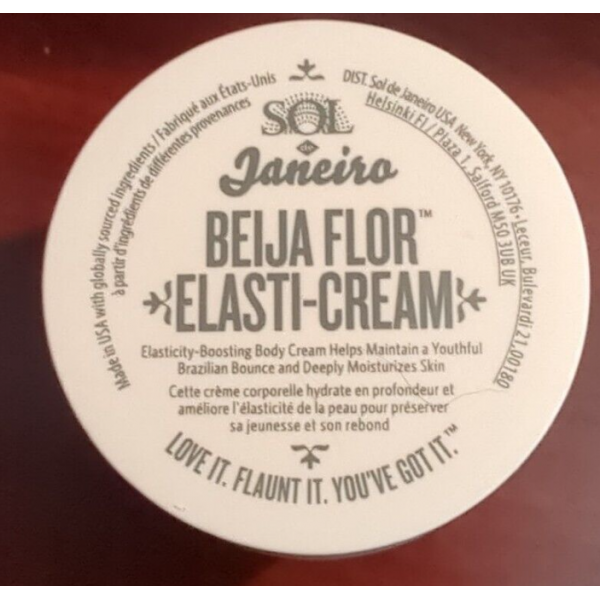 Made in USA with globally sourced ingredients / Fabriqué aux États-Unis
à partir d'ingrédients de différentes provenances
DIST. Sol de Janeiro USA New York, NY 10176 • Leceur, Bulevardi 21, 00180
Helsinki FI / Plaza 1, Salford M50 3UB UK
SOL
de
Janeiro
BEIJA FLOR™
ELASTI-CREAM
Elasticity-Boosting Body Cream Helps Maintain a Youthful
Brazilian Bounce and Deeply Moisturizes Skin
Cette crème corporelle hydrate en profondeur et
améliore l'élasticité de la peau pour préserver
sa jeunesse et son rebond
LOVE IT. FLAUNT IT. YOU'VE GOT IT.™